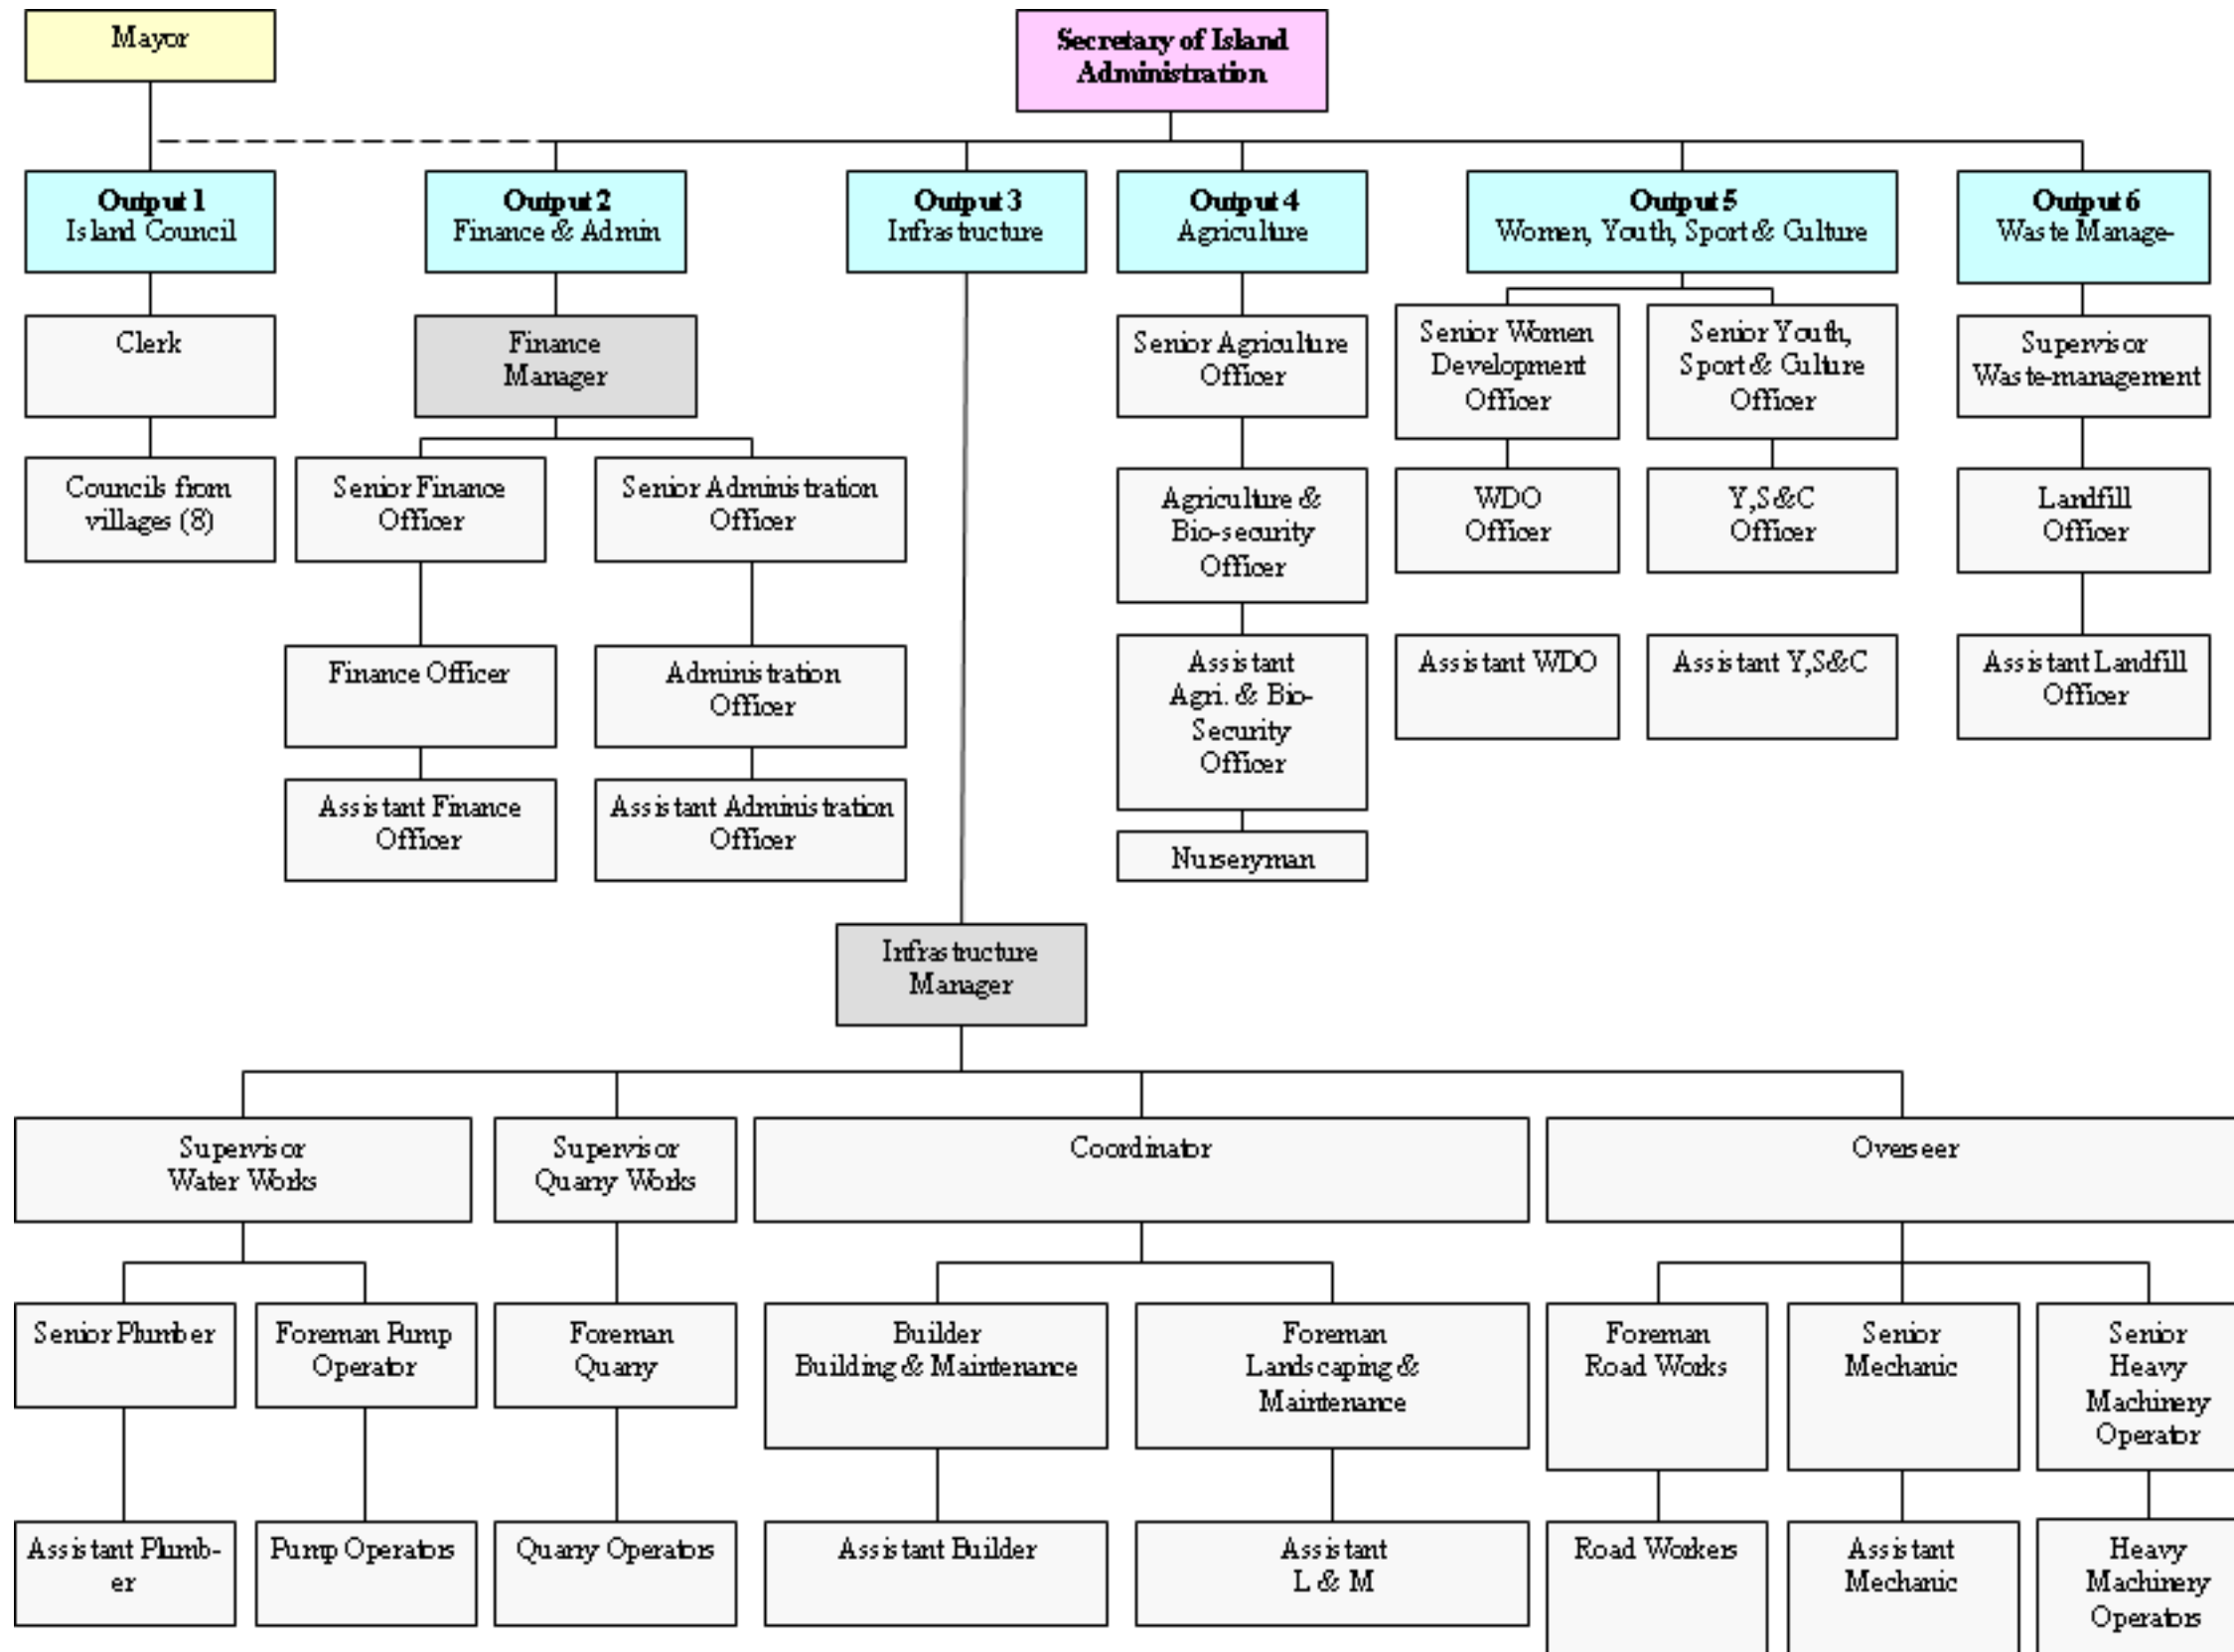 Mayor
Secretary of Island
Administration
Output 1
Island Council
Output 2
Finance & Admin
Output 3
Infrastructure
Output 4
Agriculture
Output 5
Women, Youth, Sport & Culture
Output 6
Waste Manage-
Clerk
Finance
Manager
Senior Agriculture
Officer
Senior Women
Development
Officer
Senior Youth,
Sport & Culture
Officer
Supervisor
Waste-management
Councils from
villages (8)
Senior Finance
Officer
Senior Administration
Officer
Agriculture &
Bio-security
Officer
WDO
Officer
Y,S&C
Officer
Landfill
Officer
Finance Officer
Administration
Officer
Assistant
Agri. & Bio-
Security
Officer
Assistant WDO
Assistant Y,S&C
Assistant Landfill
Officer
Assistant Finance
Officer
Assistant Administration
Officer
Nurseryman
Infrastructure
Manager
Supervisor
Water Works
Supervisor
Quarry Works
Coordinator
Overseer
Senior Plumber
Foreman Pump
Operator
Foreman
Quarry
Builder
Building & Maintenance
Foreman
Landscaping &
Maintenance
Foreman
Road Works
Senior
Mechanic
Senior
Heavy
Machinery
Operator
Assistant Plumb-
er
Pump Operators
Quarry Operators
Assistant Builder
Assistant
L & M
Road Workers
Assistant
Mechanic
Heavy
Machinery
Operators